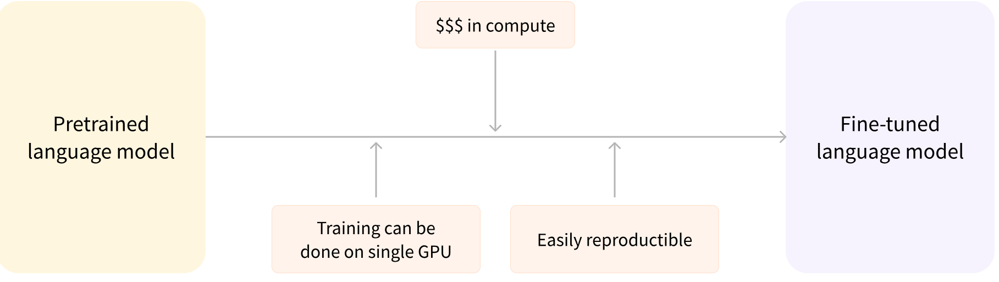 $$$ in compute
Pretrained
language model
Fine-tuned
language model
Training can be
done on single GPU
Easily reproductible